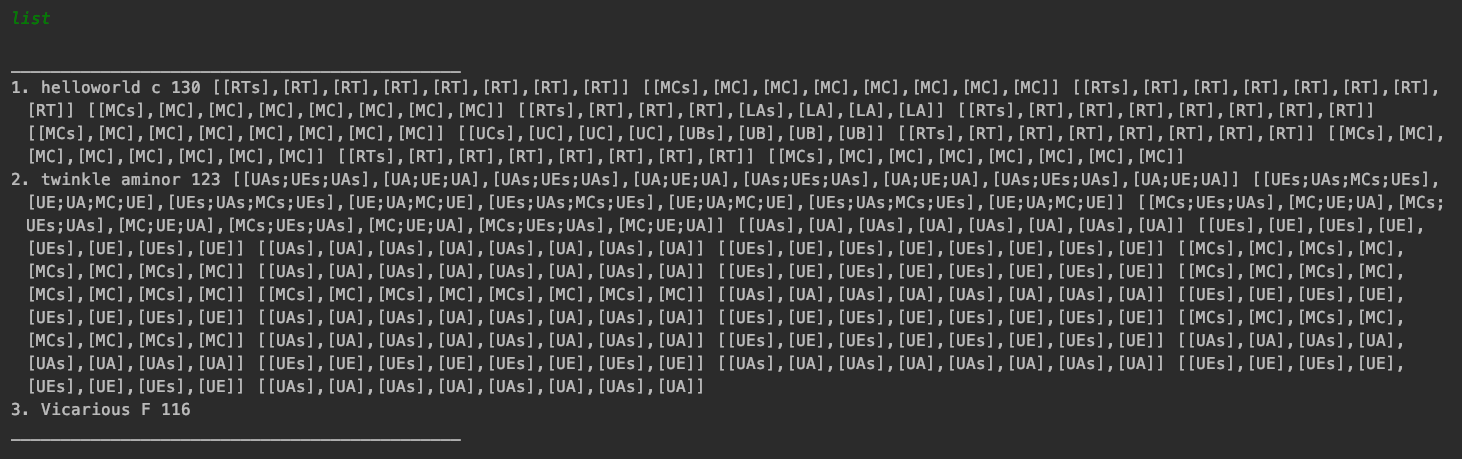 list
1. helloworld c 130 [[RTs],[RT],[RT],[RT],[RT],[RT],[RT],[RT]] [[MCs],[MC],[MC],[MC],[MC],[MC],[MC],[MC]] [[RTs],[RT],[RT],[RT],[RT],[RT],[RT],
[RT]] [[MCs],[MC],[MC],[MC],[MC],[MC],[MC],[MC]] [[RTs],[RT],[RT],[RT],[LAs],[LA],[LA],[LA]] [[RTs],[RT],[RT],[RT],[RT],[RT],[RT],[RT]]
[[MCs],[MC],[MC],[MC],[MC],[MC],[MC],[MC]] [[UCs],[UC],[UC],[UC],[UBs],[UB],[UB],[UB]] [[RTs],[RT],[RT],[RT],[RT],[RT],[RT],[RT]] [[MCs],[MC],
[MC],[MC],[MC],[MC],[MC],[MC]] [[RTs],[RT],[RT],[RT],[RT],[RT],[RT],[RT]] [[MCs],[MC],[MC],[MC],[MC],[MC],[MC],[MC]]
2. twinkle aminor 123 [[UAs;UEs;UAs],[UA;UE;UA],[UAs;UEs;UAs],[UA;UE;UA],[UAs;UEs;UAs],[UA;UE;UA],[UAs;UEs;UAs],[UA;UE;UA]] [[UEs;UAs;MCs;UEs],
[UE;UA;MC;UE],[UEs;UAs;MCs;UEs],[UE;UA;MC;UE],[UEs;UAs;MCs;UEs],[UE;UA;MC;UE],[UEs;UAs;MCs;UEs],[UE;UA;MC;UE]] [[MCs;UEs;UAs],[MC;UE;UA],[MCs;
UEs;UAs],[MC;UE;UA],[MCs;UEs;UAs],[MC;UE;UA],[MCs;UEs;UAs],[MC;UE;UA]] [[UAs],[UA],[UAs],[UA],[UAs],[UA],[UAs],[UA]] [[UEs],[UE],[UEs],[UE],
[UEs],[UE],[UEs],[UE]] [[UAs],[UA],[UAs],[UA],[UAs],[UA],[UAs],[UA]] [[UEs],[UE],[UEs],[UE],[UEs],[UE],[UEs],[UE]] [[MCs],[MC],[MCs],[MC],
[MCs],[MC],[MCs],[MC]] [[UAs],[UA],[UAs],[UA],[UAs],[UA],[UAs],[UA]] [[UEs],[UE],[UEs],[UE],[UEs],[UE],[UEs],[UE]] [[MCs],[MC],[MCs],[MC],
[MCs],[MC],[MCs],[MC]] [[MCs],[MC],[MCs],[MC],[MCs],[MC],[MCs],[MC]] [[UAs],[UA],[UAs],[UA],[UAs],[UA],[UAs],[UA]] [[UEs],[UE],[UEs],[UE],
[UEs],[UE],[UEs],[UE]] [[UAs],[UA],[UAs],[UA],[UAs],[UA],[UAs],[UA]] [[UEs],[UE],[UEs],[UE],[UEs],[UE],[UEs],[UE]] [[MCs],[MC],[MCs],[MC],
[MCs],[MC],[MCs],[MC]] [[UAs],[UA],[UAs],[UA],[UAs],[UA],[UAs],[UA]] [[UEs],[UE],[UEs],[UE],[UEs],[UE],[UEs],[UE]] [[UAs],[UA],[UAs],[UA],
[UAs],[UA],[UAs],[UA]] [[UEs],[UE],[UEs],[UE],[UEs],[UE],[UEs],[UE]] [[UAs],[UA],[UAs],[UA],[UAs],[UA],[UAs],[UA]] [[UEs],[UE],[UEs],[UE],
[UEs],[UE],[UEs],[UE]] [[UAs],[UA],[UAs],[UA],[UAs],[UA],[UAs],[UA]]
3. Vicarious F 116